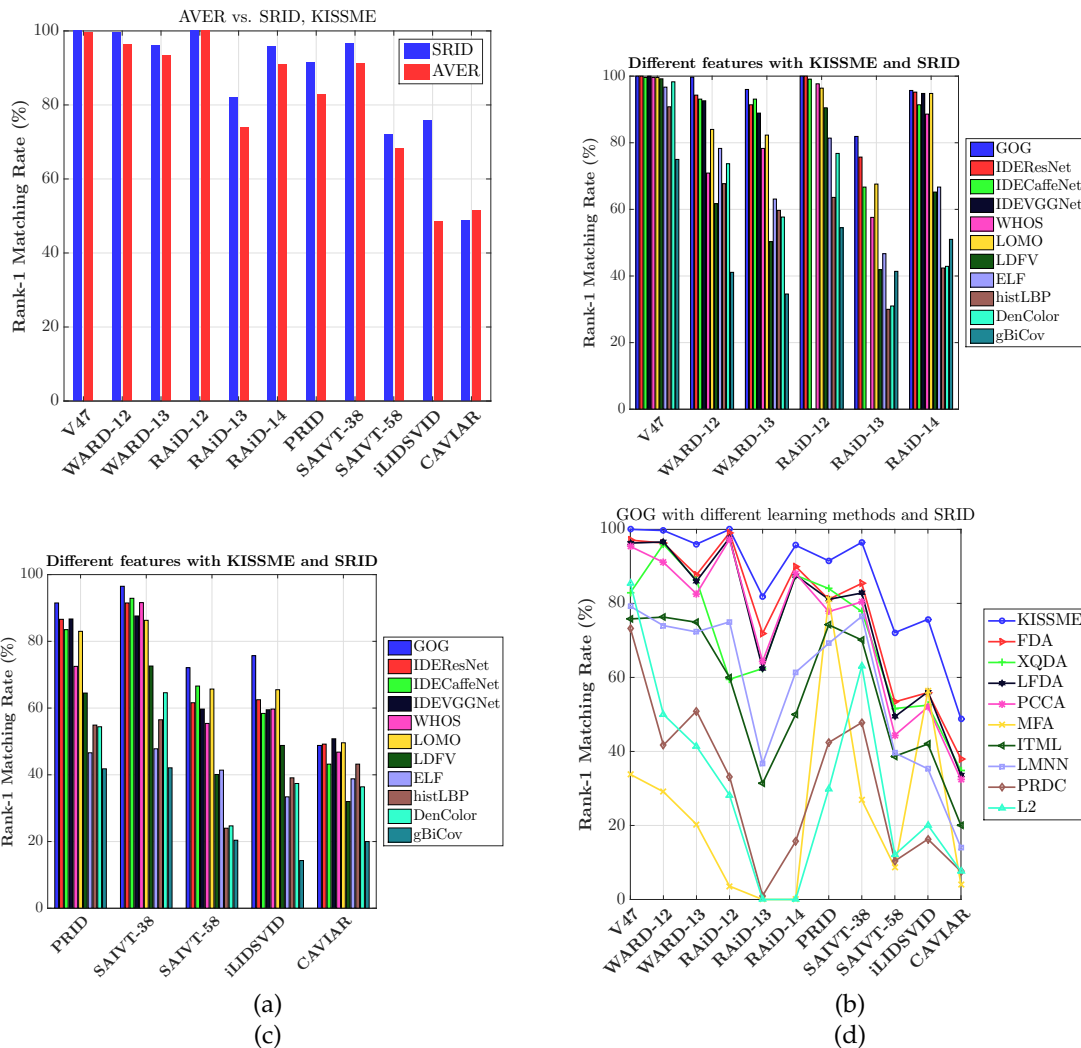 AVER vs. SRID, KISSME
Rank-1 Matching Rate (%)
100
80
60
40
20
0
SRID
AVER
V47
WARD-12
WARD-13
RAiD-12
RAiD-13
RAiD-14
PRID
SAIVT-38
SAIVT-58
iLIDSVID
CAVIAR
Different features with KISSME and SRID
Rank-1 Matching Rate (%)
100
80
60
40
20
0
V47
WARD-12
WARD-13
RAiD-12
RAiD-13
RAiD-14
GOG
IDEResNet
IDECaffeNet
IDEVGGNet
WHOS
LOMO
LDFV
ELF
histLBP
DenColor
gBiCov
Different features with KISSME and SRID
Rank-1 Matching Rate (%)
100
80
60
40
20
0
PRID
SAIVT-38
SAIVT-58
iLIDSVID
CAVIAR
GOG
IDEResNet
IDECaffeNet
IDEVGGNet
WHOS
LOMO
LDFV
ELF
histLBP
DenColor
gBiCov
GOG with different learning methods and SRID
Rank-1 Matching Rate (%)
100
80
60
40
20
0
V47
WARD-12
WARD-13
RAiD-12
RAiD-13
RAiD-14
PRID
SAIVT-38
SAIVT-58
iLIDSVID
CAVIAR
KISSME
FDA
XQDA
LFDA
PCCA
MFA
ITML
LMNN
PRDC
L2
(a)
(b)
(c)
(d)